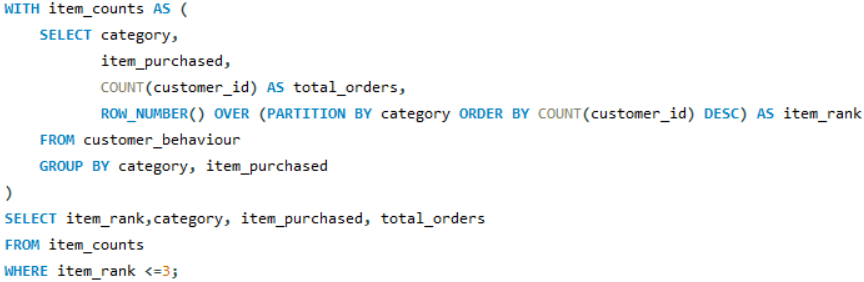 WITH item_counts AS (
    SELECT category,
           item_purchased,
           COUNT(customer_id) AS total_orders,
           ROW_NUMBER() OVER (PARTITION BY category ORDER BY COUNT(customer_id) DESC) AS item_rank
    FROM customer_behaviour
    GROUP BY category, item_purchased
)
SELECT item_rank,category, item_purchased, total_orders
FROM item_counts
WHERE item_rank <=3;